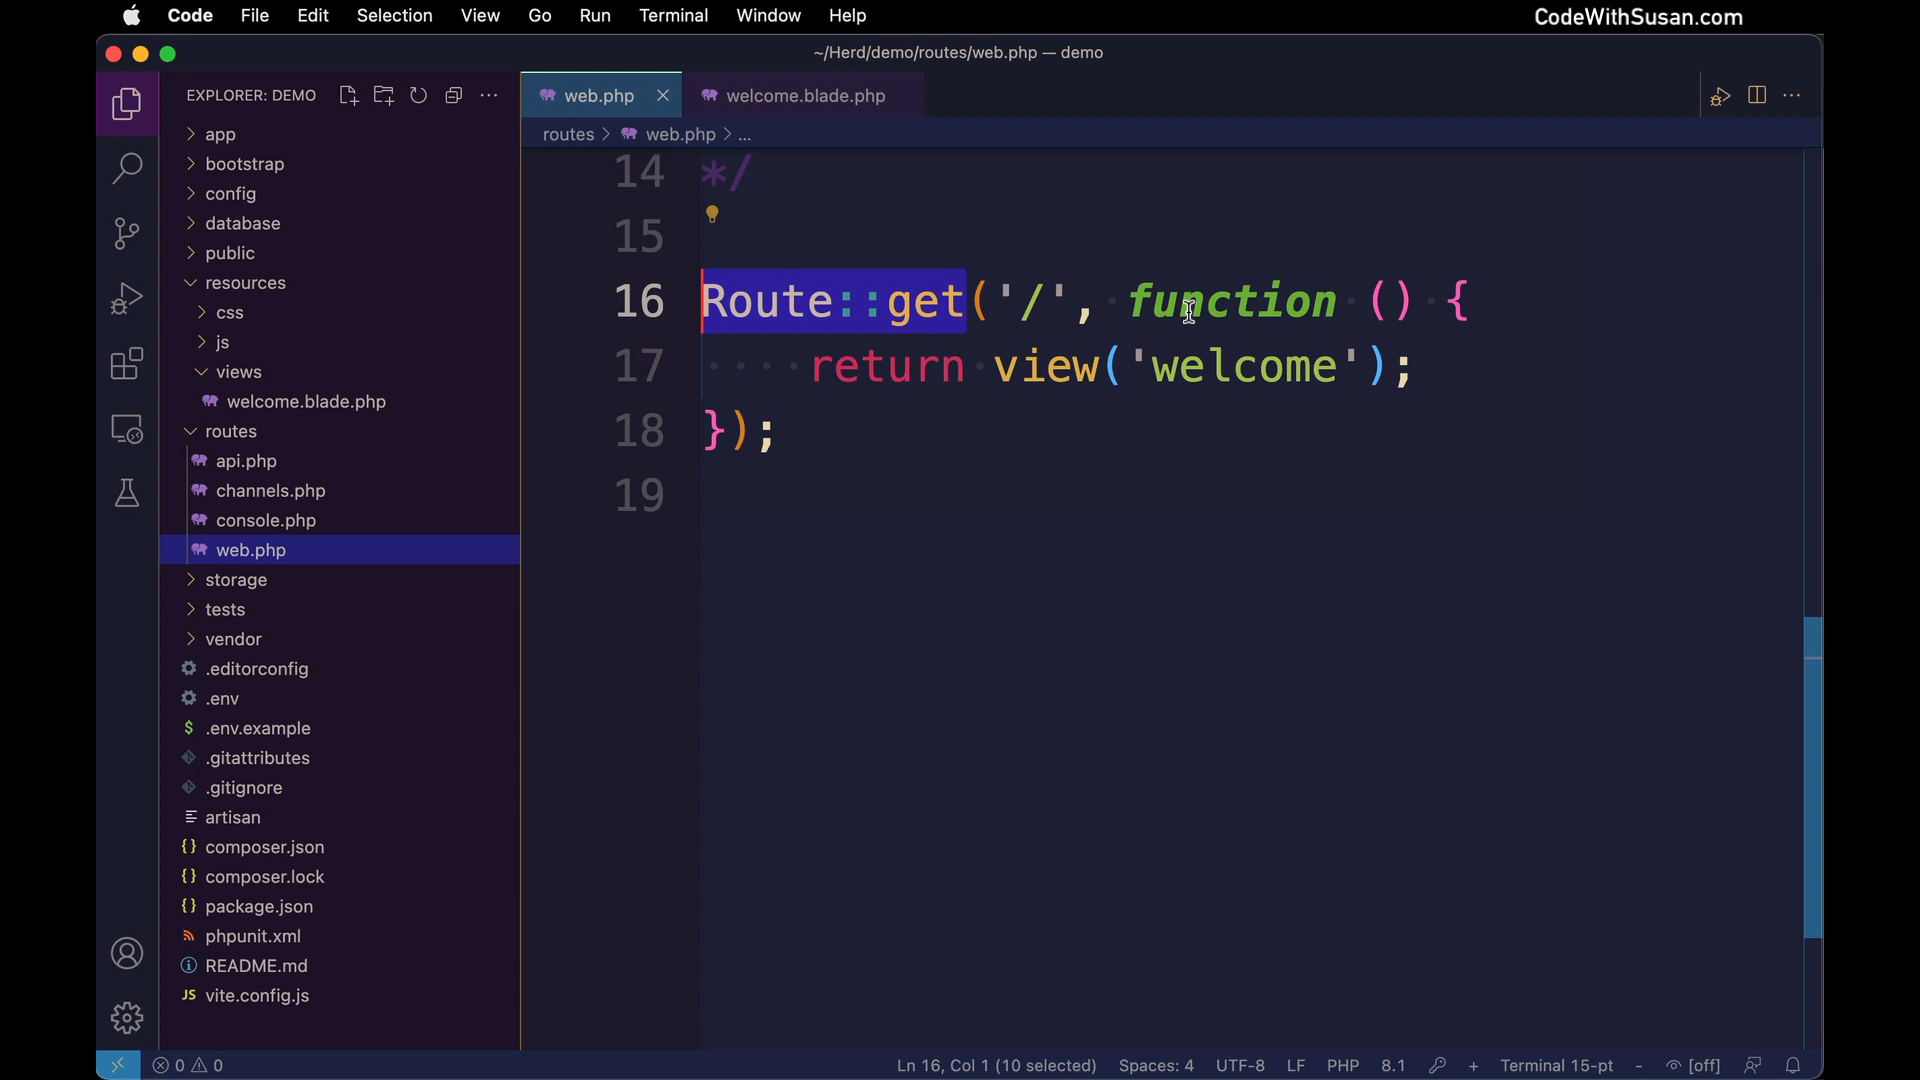 Code File Edit Selection View Go Run Terminal Window Help CodeWithSusan.com
~/Herd/demo/routes/web.php — demo
EXPLORER: DEMO
app
bootstrap
config
database
public
resources
css
js
views
welcome.blade.php
routes
api.php
channels.php
console.php
web.php
storage
tests
vendor
.editorconfig
.env
$ .env.example
.gitattributes
.gitignore
artisan
{} composer.json
{} composer.lock
{} package.json
phpunit.xml
README.md
JS vite.config.js
web.php welcome.blade.php
routes > web.php > ...
14 */
15
16 Route::get('/', function () {
17 return view('welcome');
18 });
19
0 0 Ln 16, Col 1 (10 selected) Spaces: 4 UTF-8 LF PHP 8.1 + Terminal 15-pt - [off]